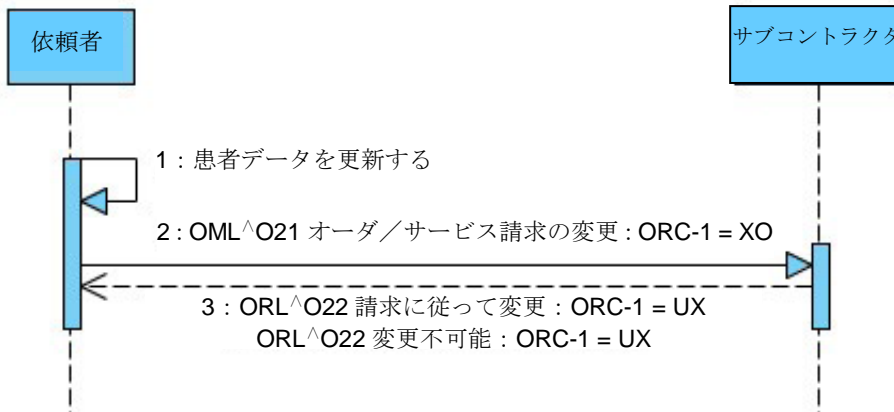 依頼者
サブコントラクタ
1：患者データを更新する
2 : OML^O21 オーダ／サービス請求の変更 : ORC-1 = XO
3：ORL^O22 請求に従って変更：ORC-1 = UX
ORL^O22 変更不可能：ORC-1 = UX